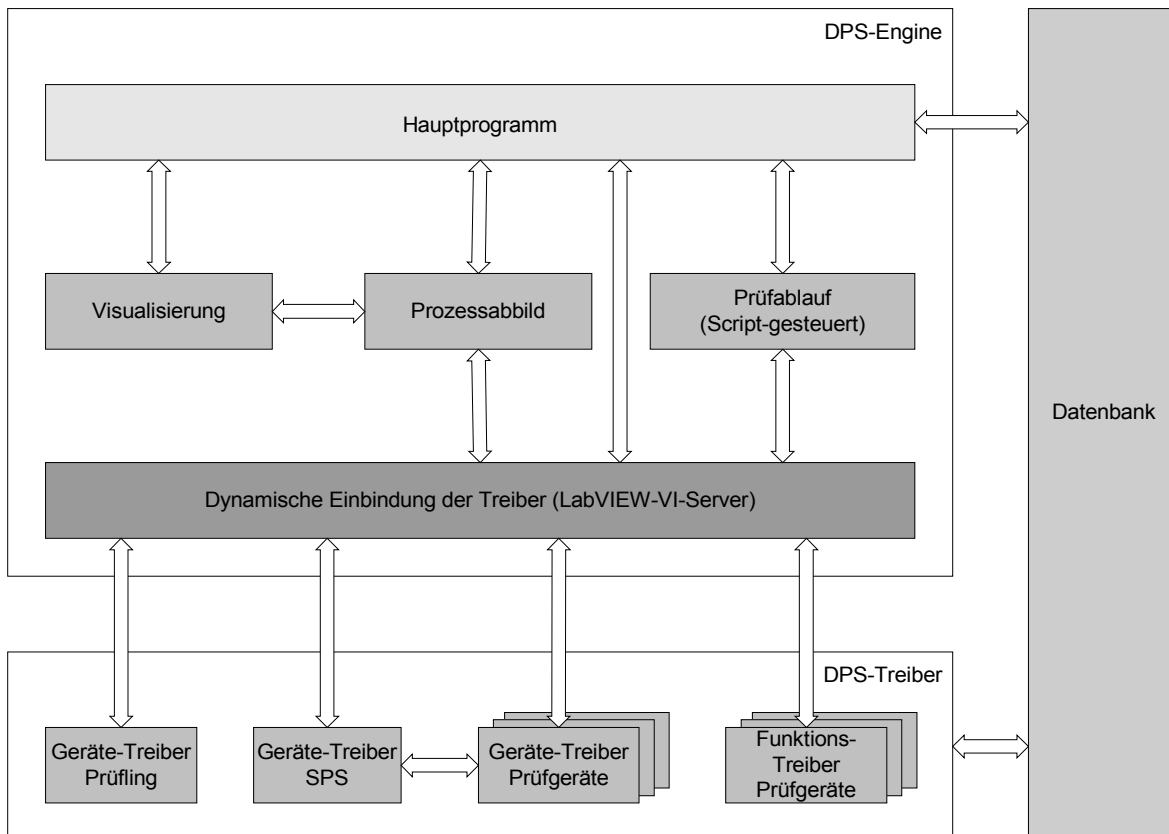 DPS-Engine
Hauptprogramm
Visualisierung
Prozessabbild
Prüfablauf
(Script-gesteuert)
Datenbank
Dynamische Einbindung der Treiber (LabVIEW-VI-Server)
DPS-Treiber
Geräte-Treiber
Prüfling
Geräte-Treiber
SPS
Geräte-Treiber
Prüfgeräte
Funktions-
Treiber
Prüfgeräte